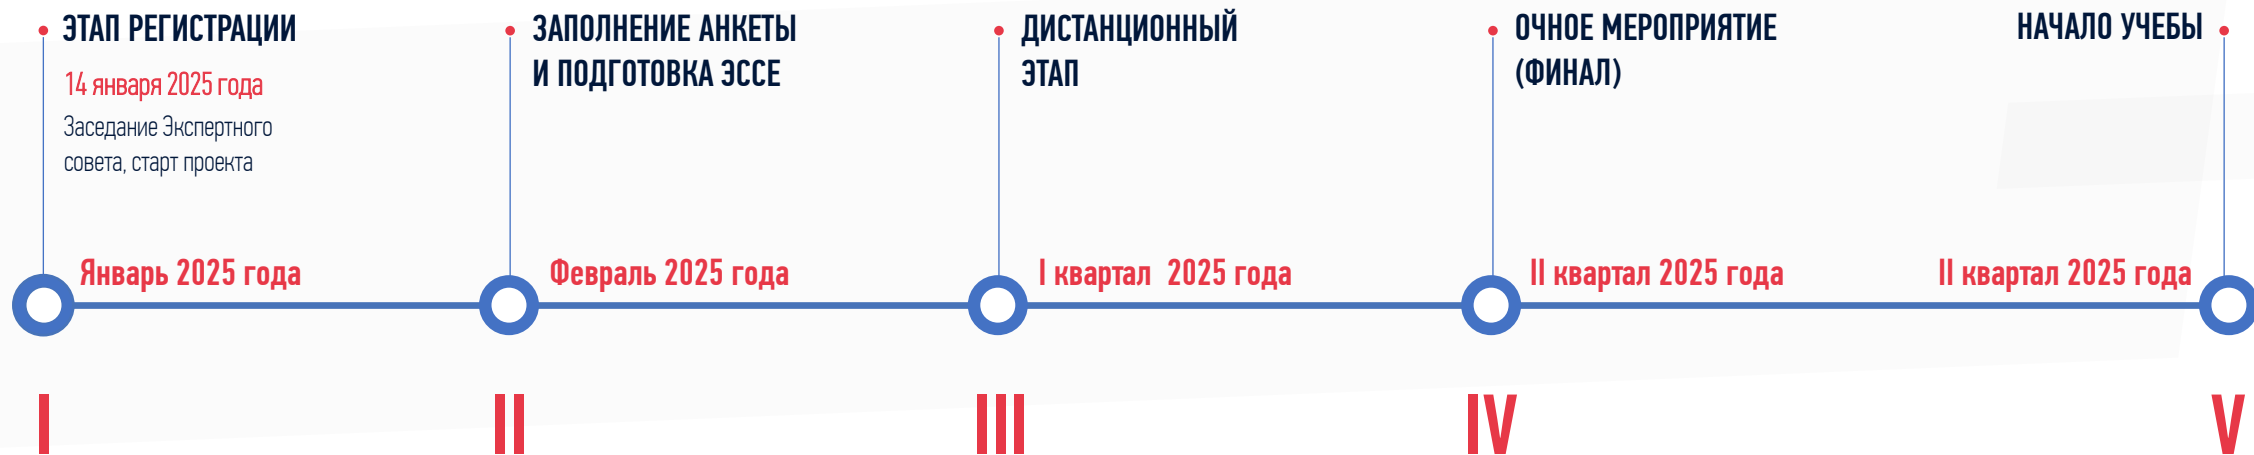 ЭТАП РЕГИСТРАЦИИ
14 января 2025 года
Заседание Экспертного
совета, старт проекта
Январь 2025 года
I
ЗАПОЛНЕНИЕ АНКЕТЫ
И ПОДГОТОВКА ЭССЕ
Февраль 2025 года
II
ДИСТАНЦИОННЫЙ
ЭТАП
I квартал 2025 года
III
ОЧНОЕ МЕРОПРИЯТИЕ
(ФИНАЛ)
II квартал 2025 года
IV
НАЧАЛО УЧЕБЫ
II квартал 2025 года
V